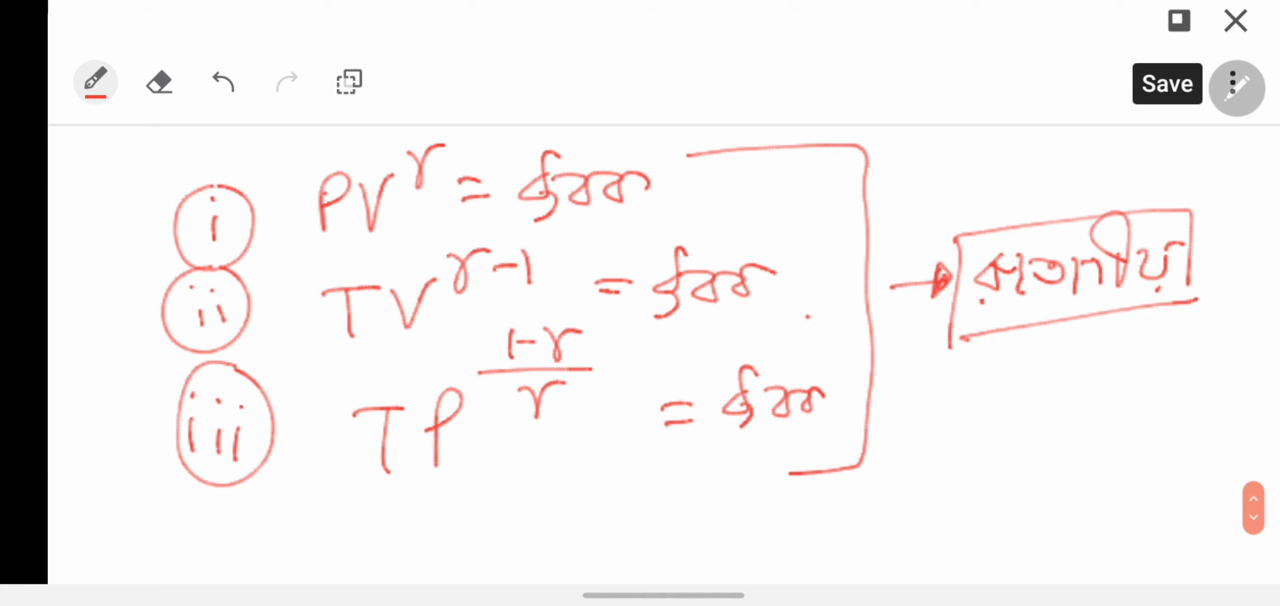 Save
i PV^γ = ধ্রুবক
ii TV^(γ-1) = ধ্রুবক
iii TP^((1-γ)/γ) = ধ্রুবক
→ রুদ্ধতাপীয়